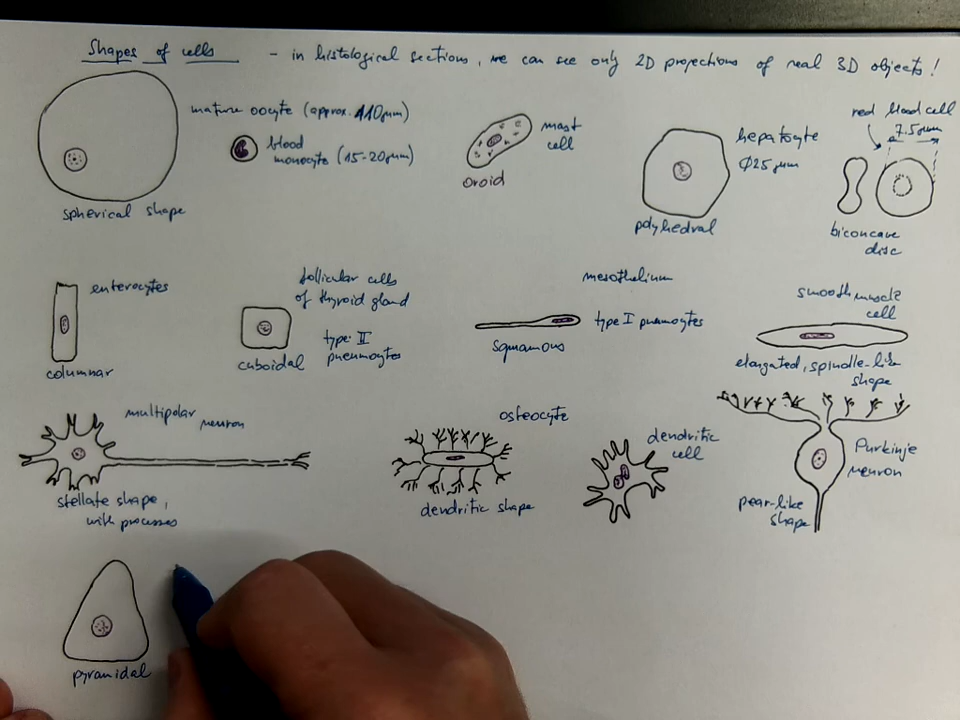 Shapes of cells - in histological sections, we can see only 2D projections of real 3D objects!
mature oocyte (approx. 110μm)
blood
monocyte (15-20μm)
spherical shape
mast
cell
ovoid
hepatocyte
Ø25μm
polyhedral
red blood cell
7.5μm
biconcave
disc
enterocytes
columnar
follicular cells
of thyroid gland
type II
pneumocytes
cuboidal
mesothelium
type I pneumocytes
squamous
smooth muscle
cell
elongated, spindle-like
shape
multipolar
neuron
stellate shape,
with processes
osteocyte
dendritic shape
dendritic
cell
Purkinje
neuron
pear-like
shape
pyramidal